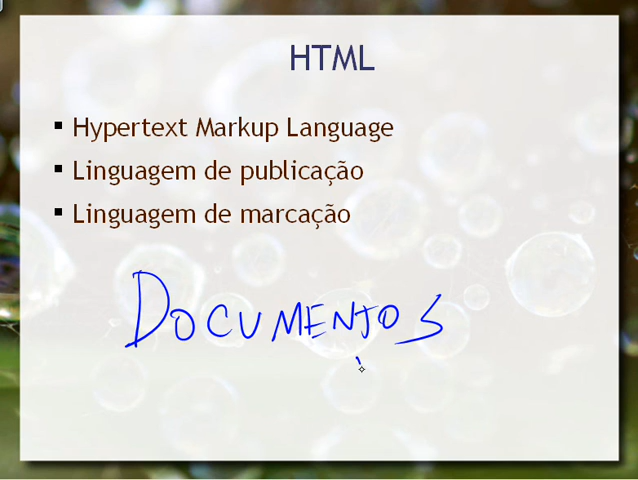 HTML
Hypertext Markup Language
Linguagem de publicação
Linguagem de marcação
DOCUMENTOS